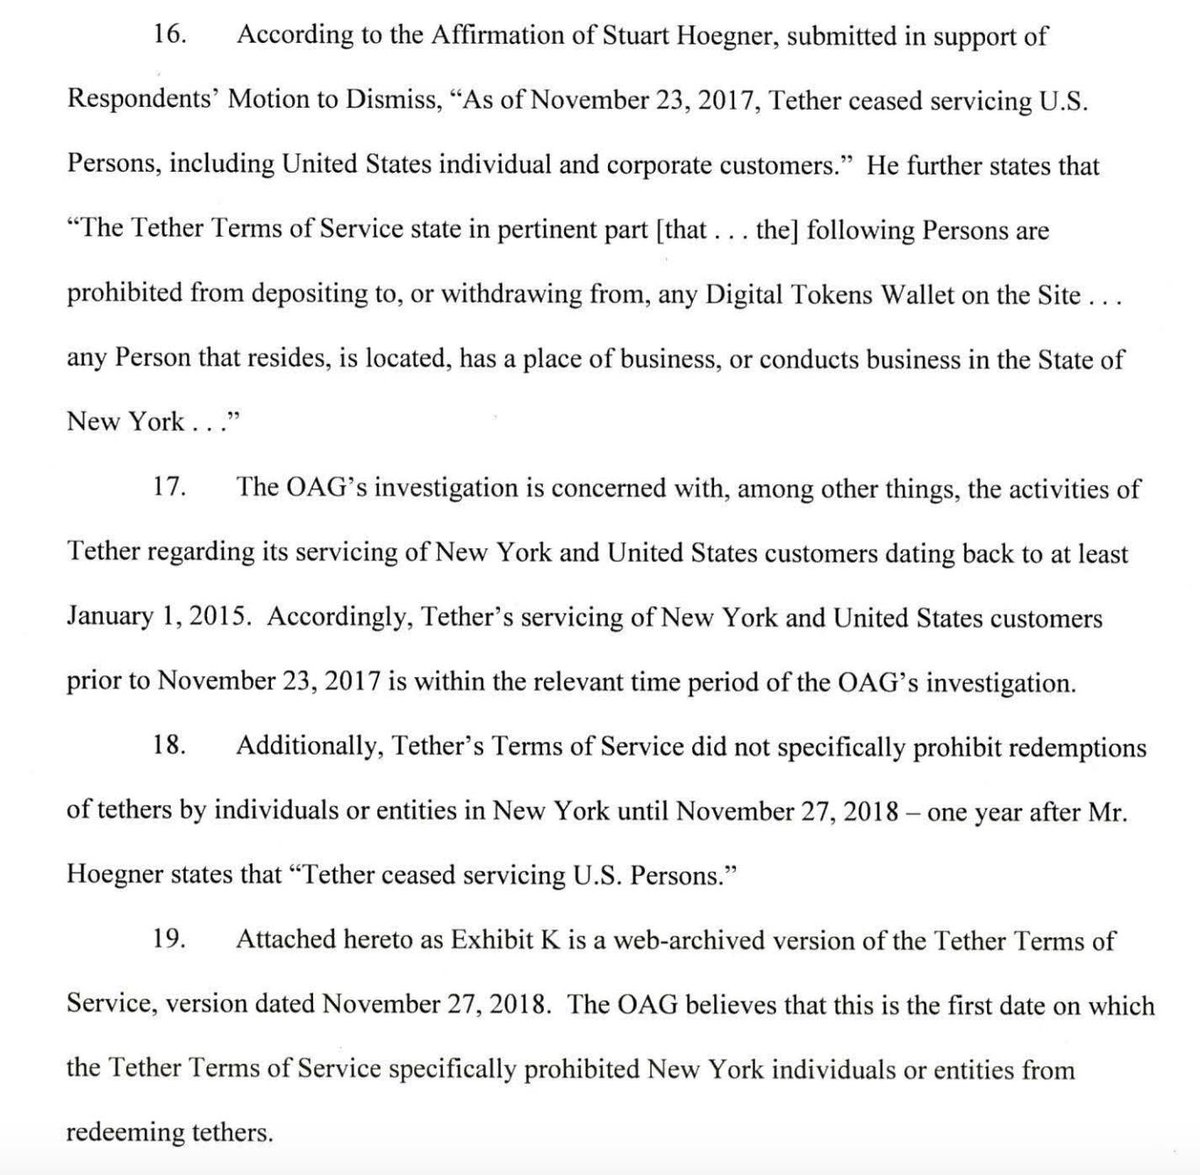 16. According to the Affirmation of Stuart Hoegner, submitted in support of
Respondents’ Motion to Dismiss, “As of November 23, 2017, Tether ceased servicing U.S.
Persons, including United States individual and corporate customers.” He further states that
“The Tether Terms of Service state in pertinent part [that . . . the] following Persons are
prohibited from depositing to, or withdrawing from, any Digital Tokens Wallet on the Site . . .
any Person that resides, is located, has a place of business, or conducts business in the State of
New York . . .”
17. The OAG’s investigation is concerned with, among other things, the activities of
Tether regarding its servicing of New York and United States customers dating back to at least
January 1, 2015. Accordingly, Tether’s servicing of New York and United States customers
prior to November 23, 2017 is within the relevant time period of the OAG’s investigation.
18. Additionally, Tether’s Terms of Service did not specifically prohibit redemptions
of tethers by individuals or entities in New York until November 27, 2018 – one year after Mr.
Hoegner states that “Tether ceased servicing U.S. Persons.”
19. Attached hereto as Exhibit K is a web-archived version of the Tether Terms of
Service, version dated November 27, 2018. The OAG believes that this is the first date on which
the Tether Terms of Service specifically prohibited New York individuals or entities from
redeeming tethers.